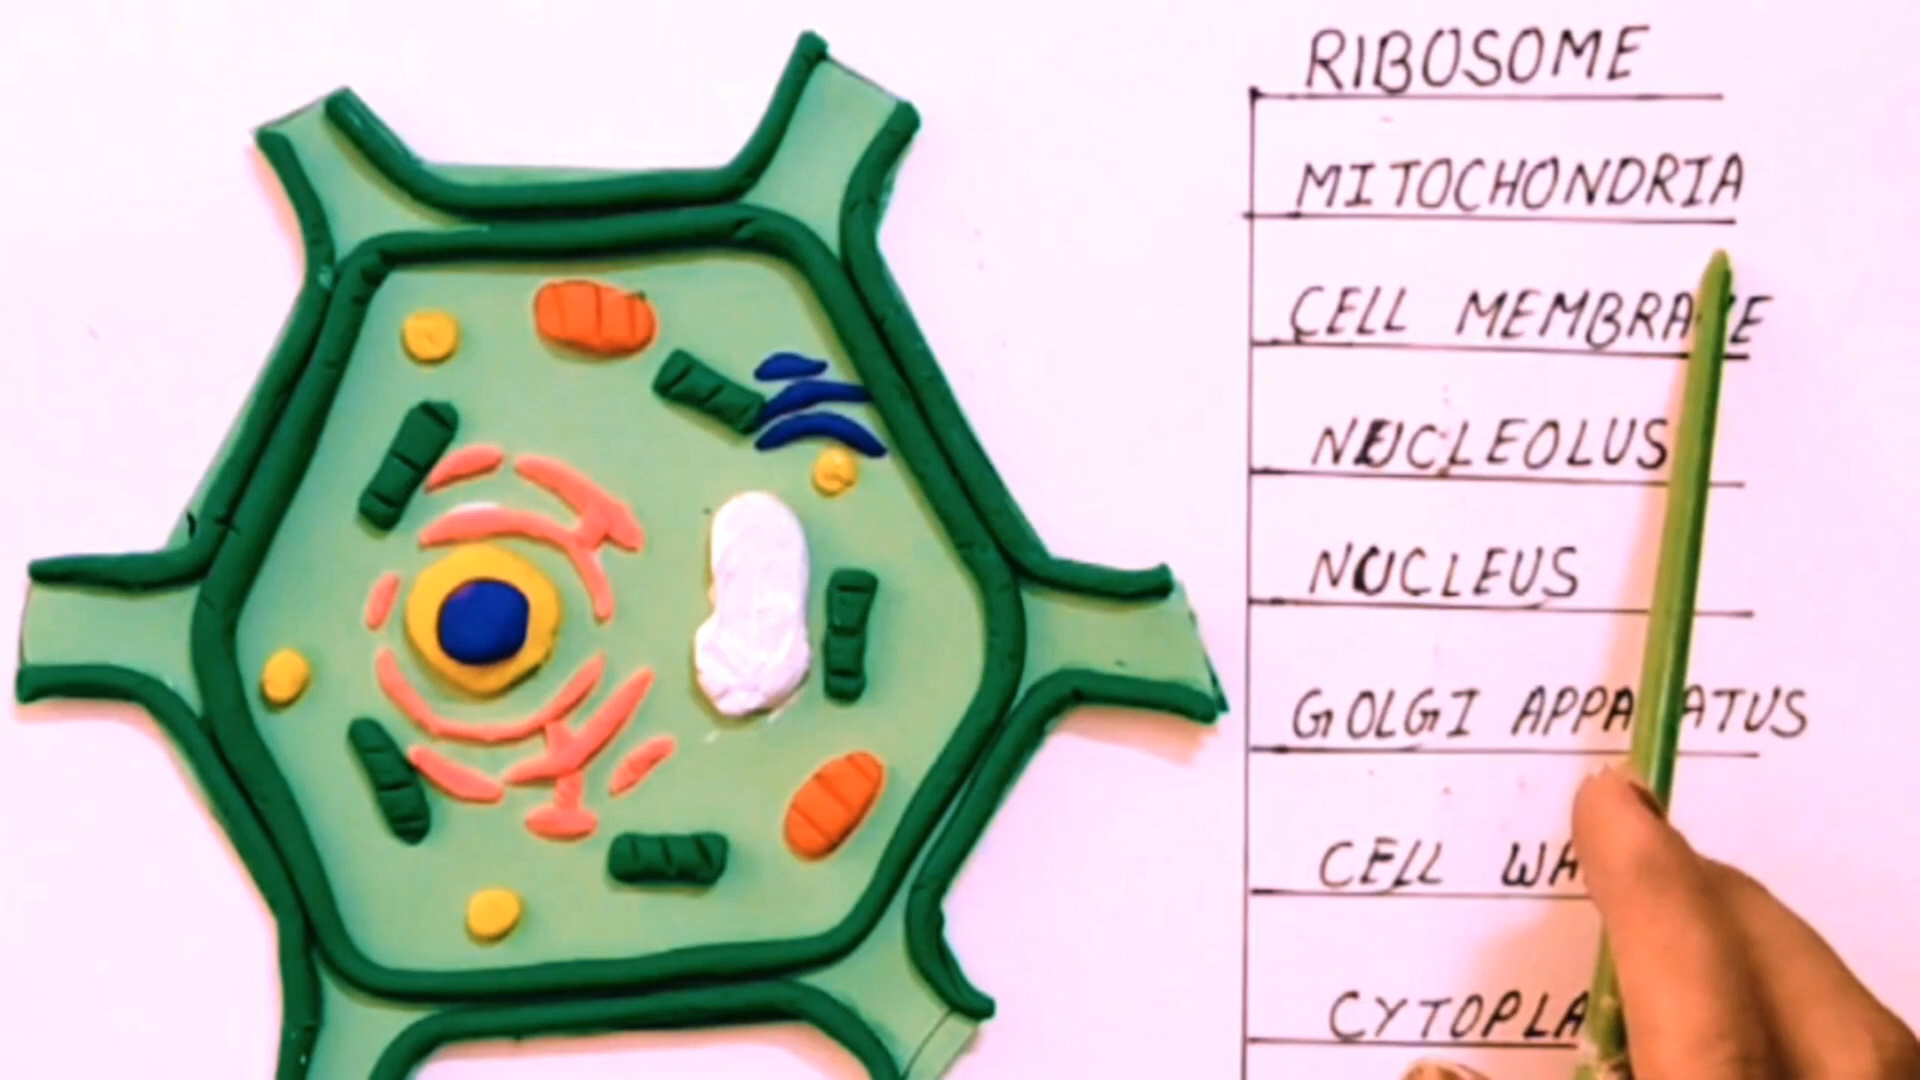 RIBOSOME
MITOCHONDRIA
CELL
NUCLEOLUS
NUCLEUS
GOLGI
CELL